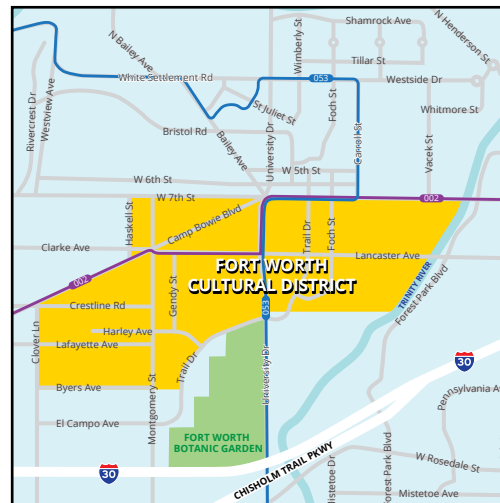 Shamrock Ave
N Henderson St
N Bailey Ave
Wimberly St
Tillar St
White Settlement Rd
053
Westside Dr
Rivercrest Dr
Westview Ave
St Juliet St
Foch St
Whitmore St
Bristol Rd
Bailey Ave
University Dr
Carroll St
Vacek St
W 5th St
W 6th St
W 7th St
002
Haskell St
Camp Bowie Blvd
Trail Dr
Foch St
Clarke Ave
Lancaster Ave
FORT WORTH
CULTURAL DISTRICT
002
Gendy St
TRINITY RIVER
Forest Park Blvd
Crestline Rd
053
Clover Ln
Harley Ave
Lafayette Ave
Trail Dr
University Dr
30
Byers Ave
Montgomery St
Pennsylvania Av
El Campo Ave
FORT WORTH
BOTANIC GARDEN
CHISHOLM TRAIL PKWY
30
W Rosedale St
Mistletoe Dr
Forest Park Blvd
Mistletoe Ave